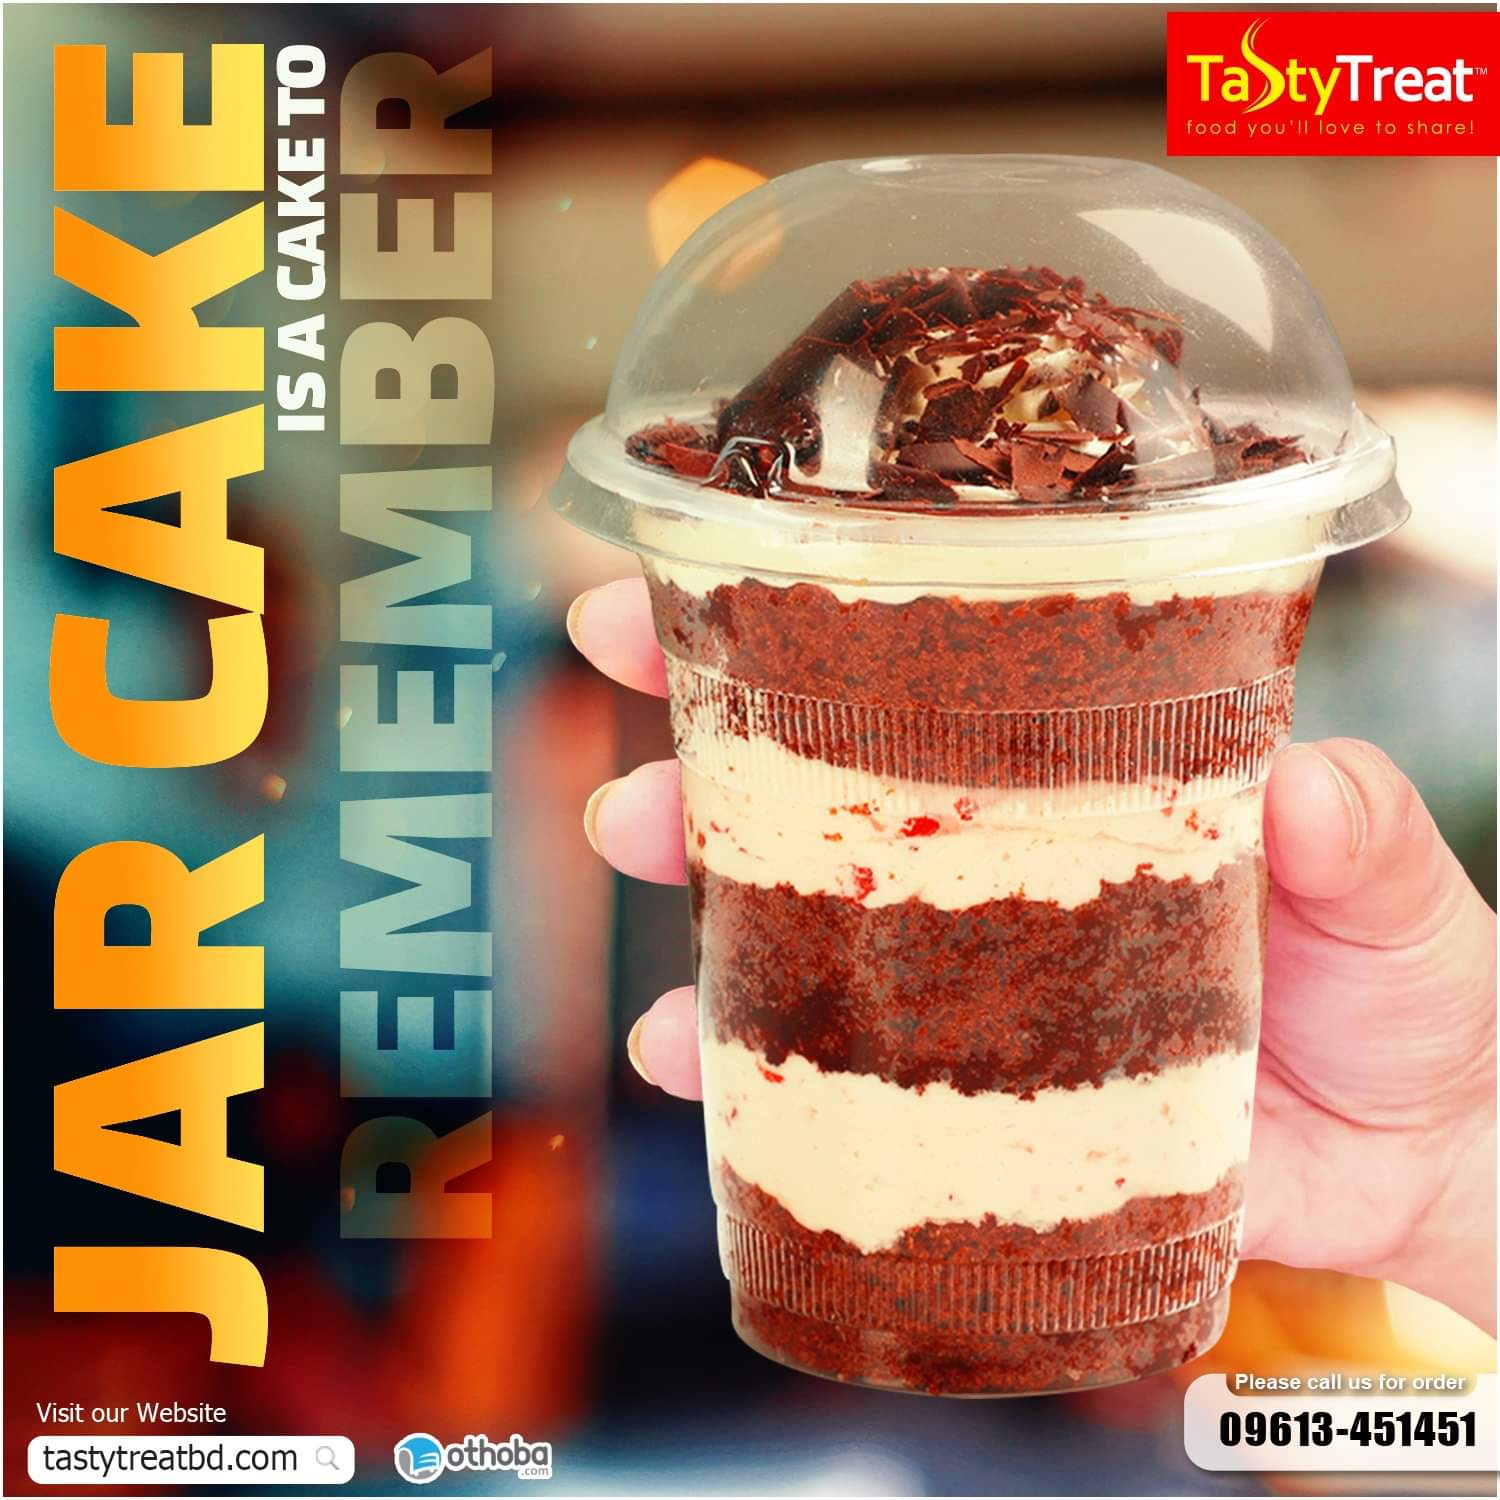 JAR CAKE
IS A CAKE TO
REMEMBER
TastyTreat™
food you'll love to share!
Visit our Website
tastytreatbd.com
othoba
.com
Please call us for order
09613-451451